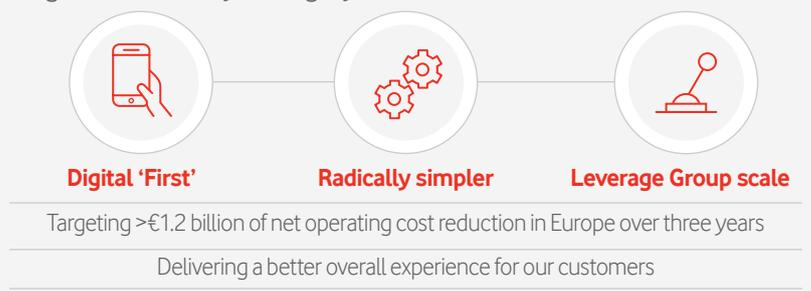 Digital ‘First’
Radically simpler
Leverage Group scale
Targeting >€1.2 billion of net operating cost reduction in Europe over three years
Delivering a better overall experience for our customers